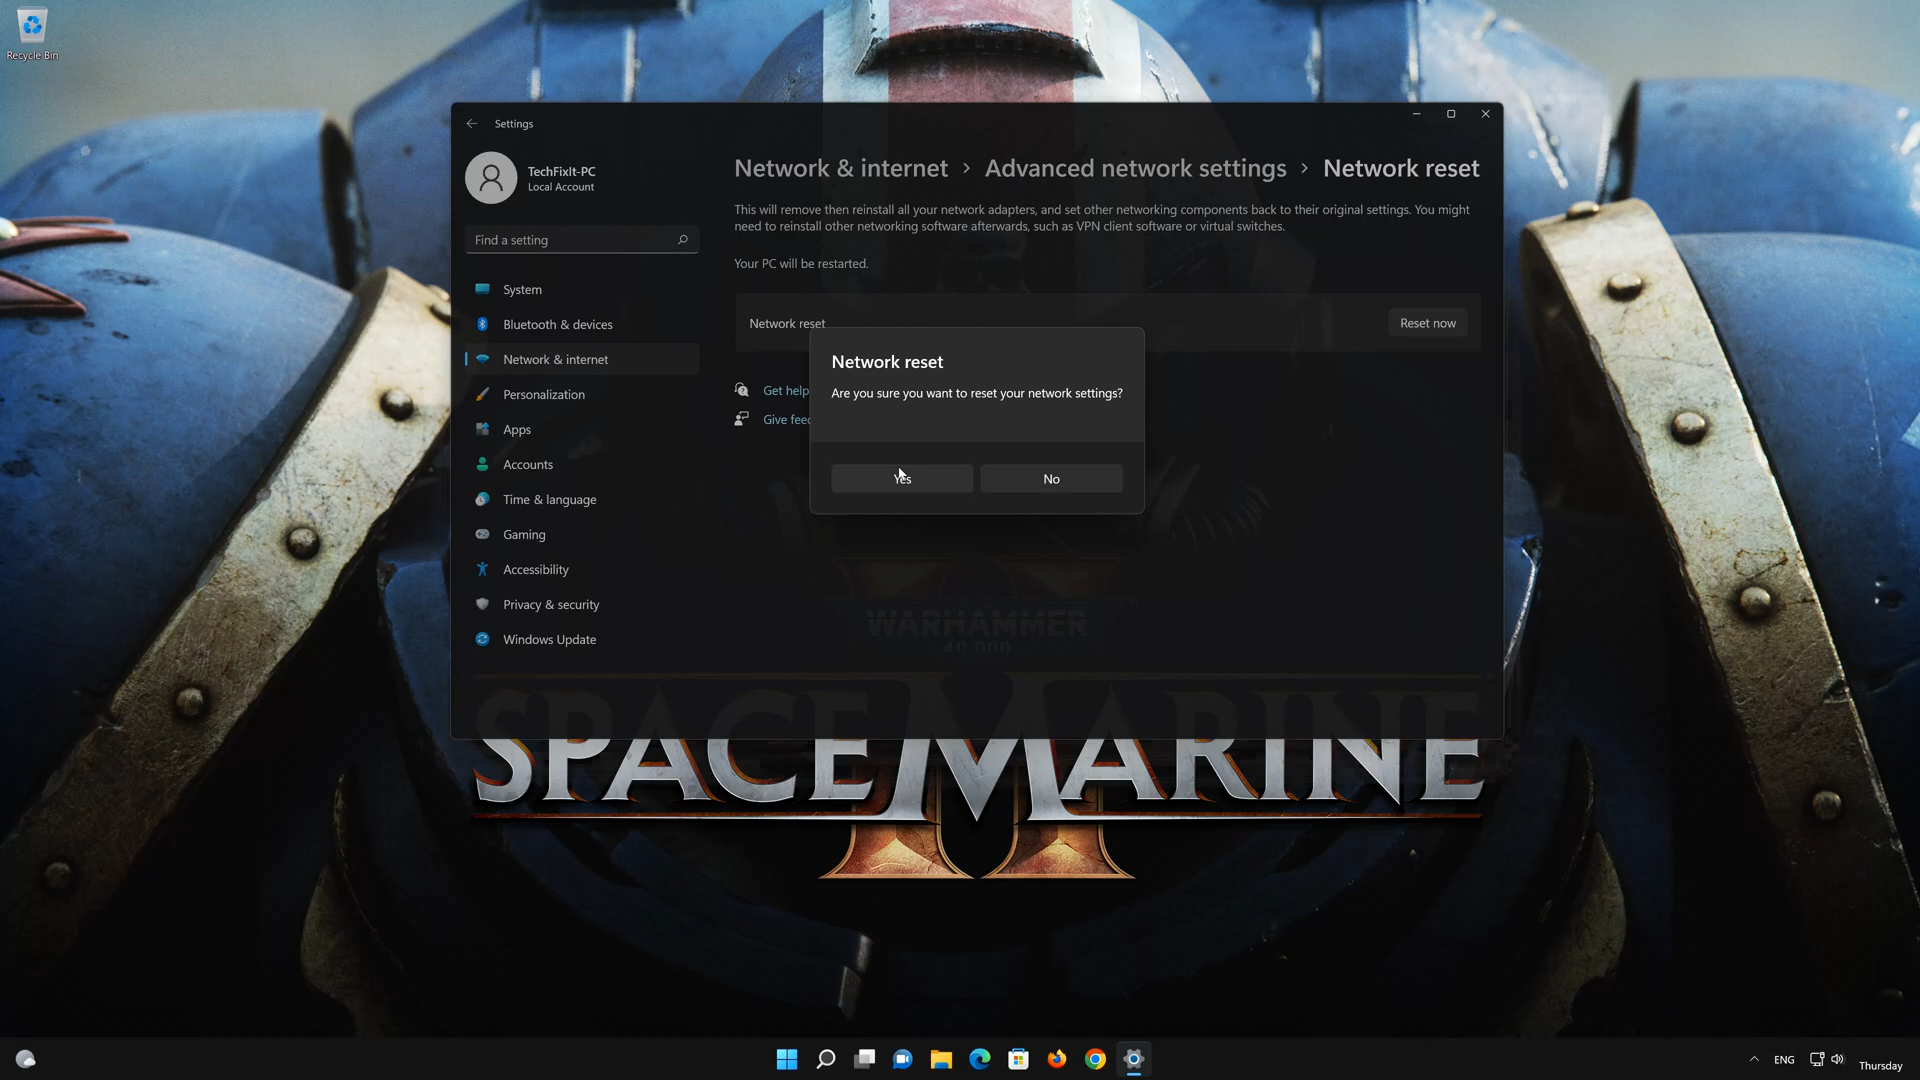 Recycle Bin
Settings
TechFixIt-PC
Local Account
Find a setting
System
Bluetooth & devices
Network & internet
Personalization
Apps
Accounts
Time & language
Gaming
Accessibility
Privacy & security
Windows Update
Network & internet › Advanced network settings › Network reset
This will remove then reinstall all your network adapters, and set other networking components back to their original settings. You might
need to reinstall other networking software afterwards, such as VPN client software or virtual switches.
Your PC will be restarted.
Network reset
Reset now
Get help
Give feec
Network reset
Are you sure you want to reset your network settings?
Yes
No
WARHAMMER
40,000
SPACE MARINE
II
ENG
Thursday